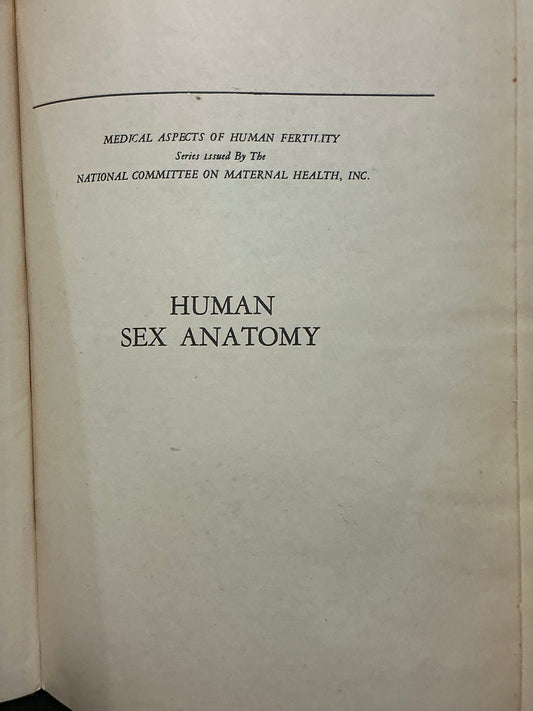 MEDICAL ASPECTS OF HUMAN FERTILITY
Series issued By The
NATIONAL COMMITTEE ON MATERNAL HEALTH, INC.
HUMAN
SEX ANATOMY